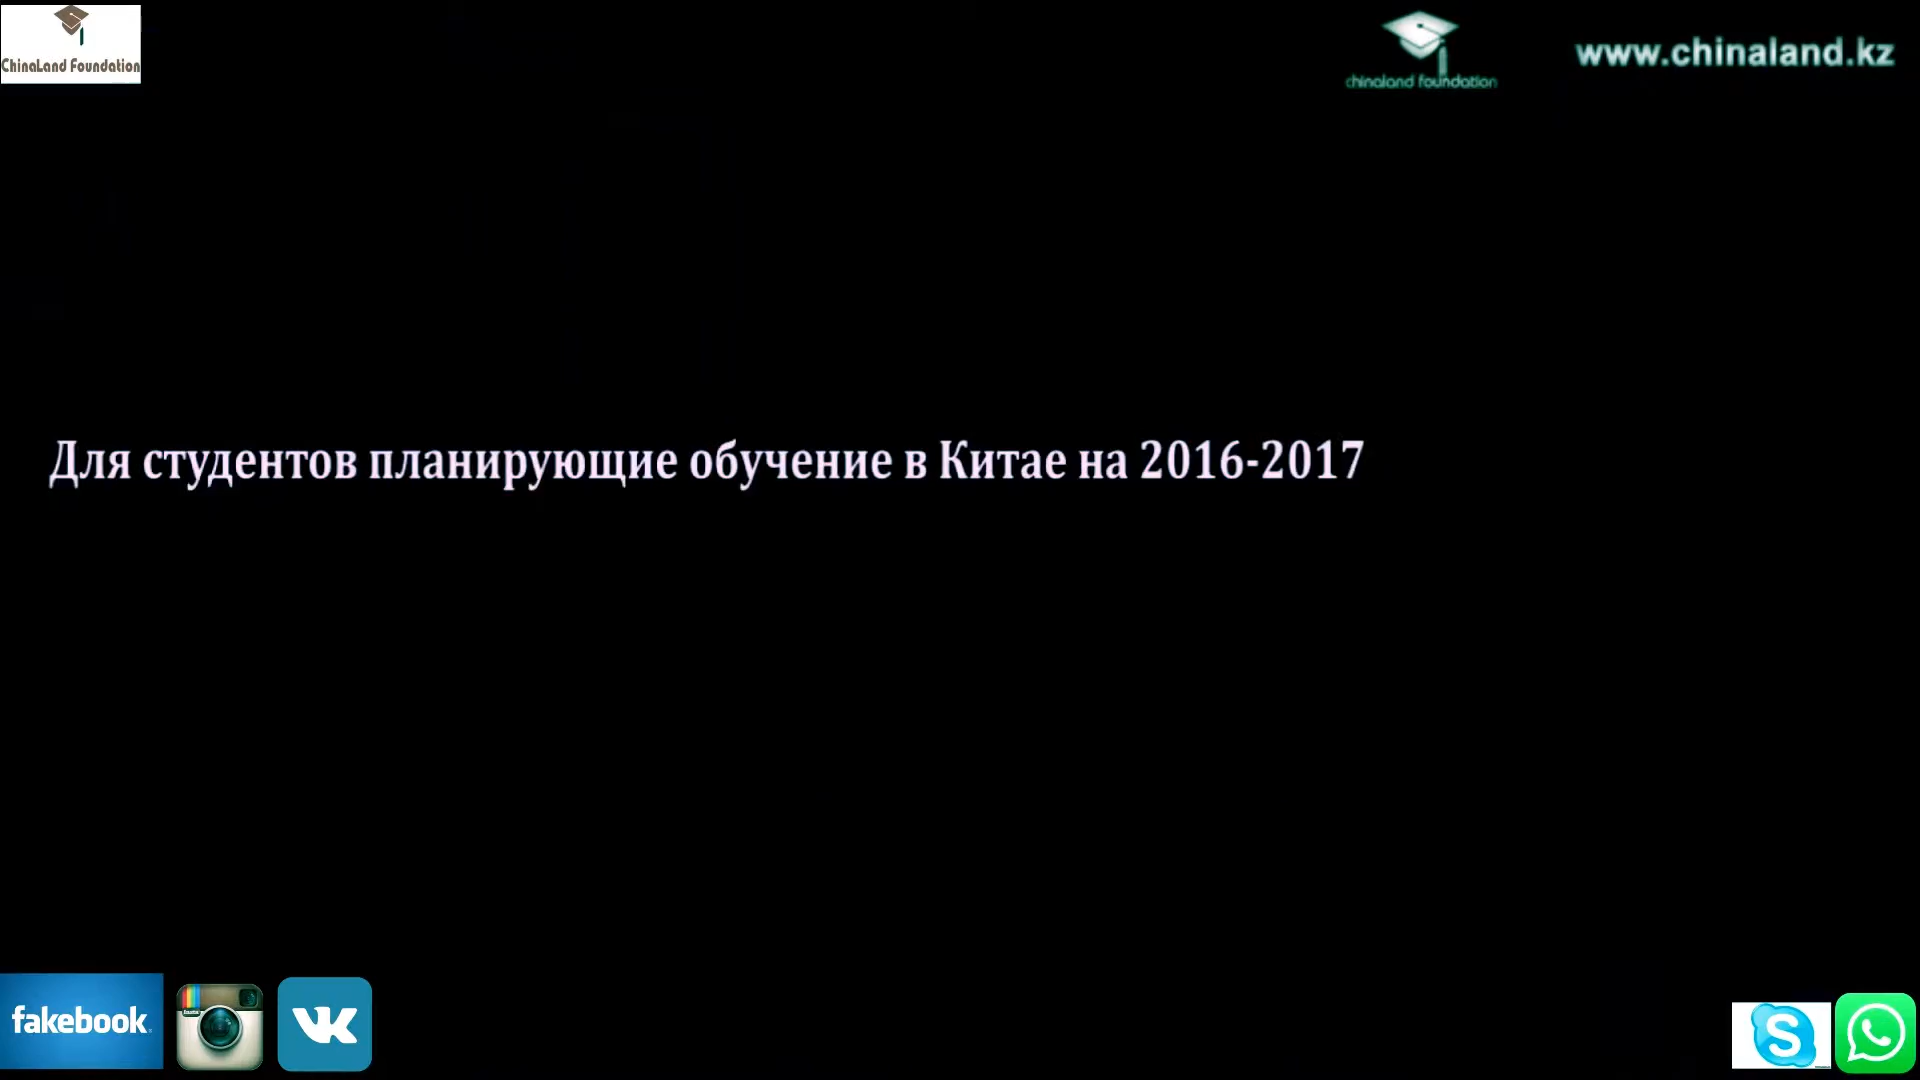 ChinaLand Foundation
chinaland foundation
www.chinaland.kz
Для студентов планирующие обучение в Китае на 2016-2017
fakebook